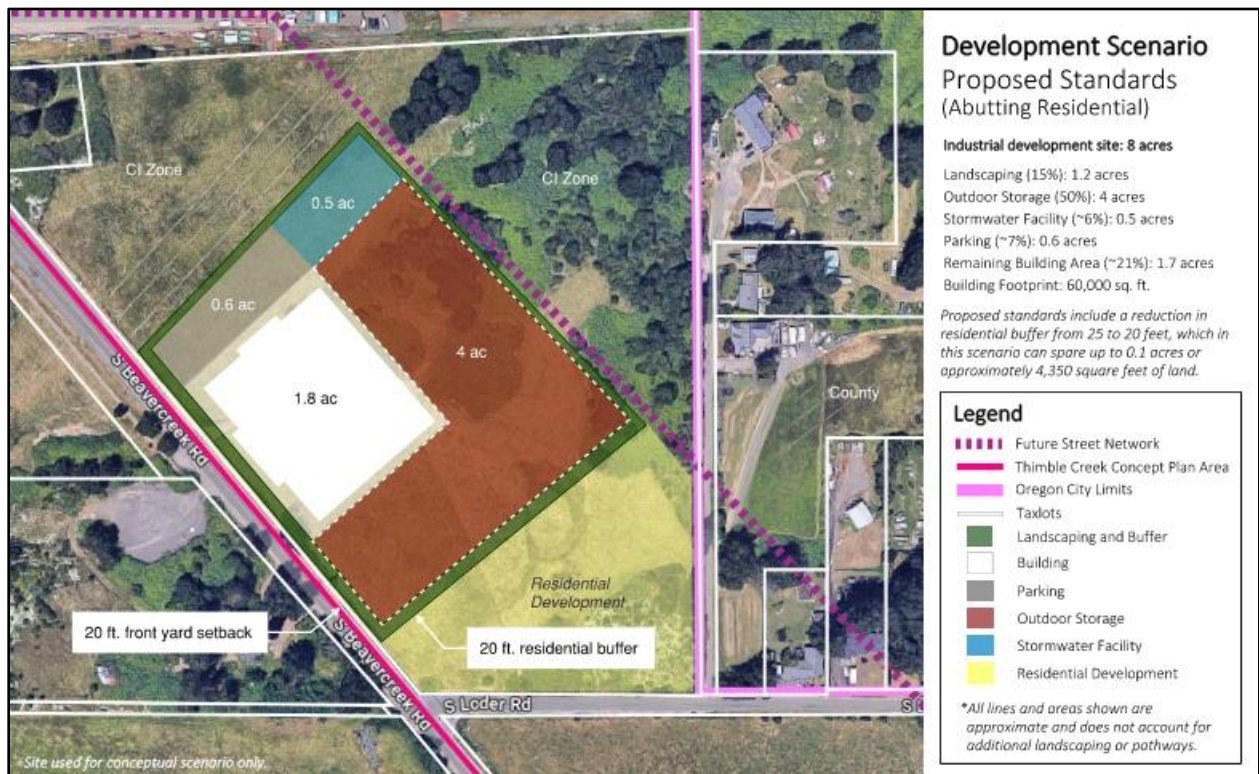 CI Zone
CI Zone
0.5 ac
0.6 ac
4 ac
1.8 ac
County
S Beavercreek Rd
Residential
Development
20 ft. front yard setback
20 ft. residential buffer
S Beavercreek Rd
S Loder Rd
*Site used for conceptual scenario only.
Development Scenario
Proposed Standards
(Abutting Residential)
Industrial development site: 8 acres
Landscaping (15%): 1.2 acres
Outdoor Storage (50%): 4 acres
Stormwater Facility (~6%): 0.5 acres
Parking (~7%): 0.6 acres
Remaining Building Area (~21%): 1.7 acres
Building Footprint: 60,000 sq. ft.
Proposed standards include a reduction in
residential buffer from 25 to 20 feet, which in
this scenario can spare up to 0.1 acres or
approximately 4,350 square feet of land.
Legend
Future Street Network
Thimble Creek Concept Plan Area
Oregon City Limits
Taxlots
Landscaping and Buffer
Building
Parking
Outdoor Storage
Stormwater Facility
Residential Development
*All lines and areas shown are
approximate and does not account for
additional landscaping or pathways.